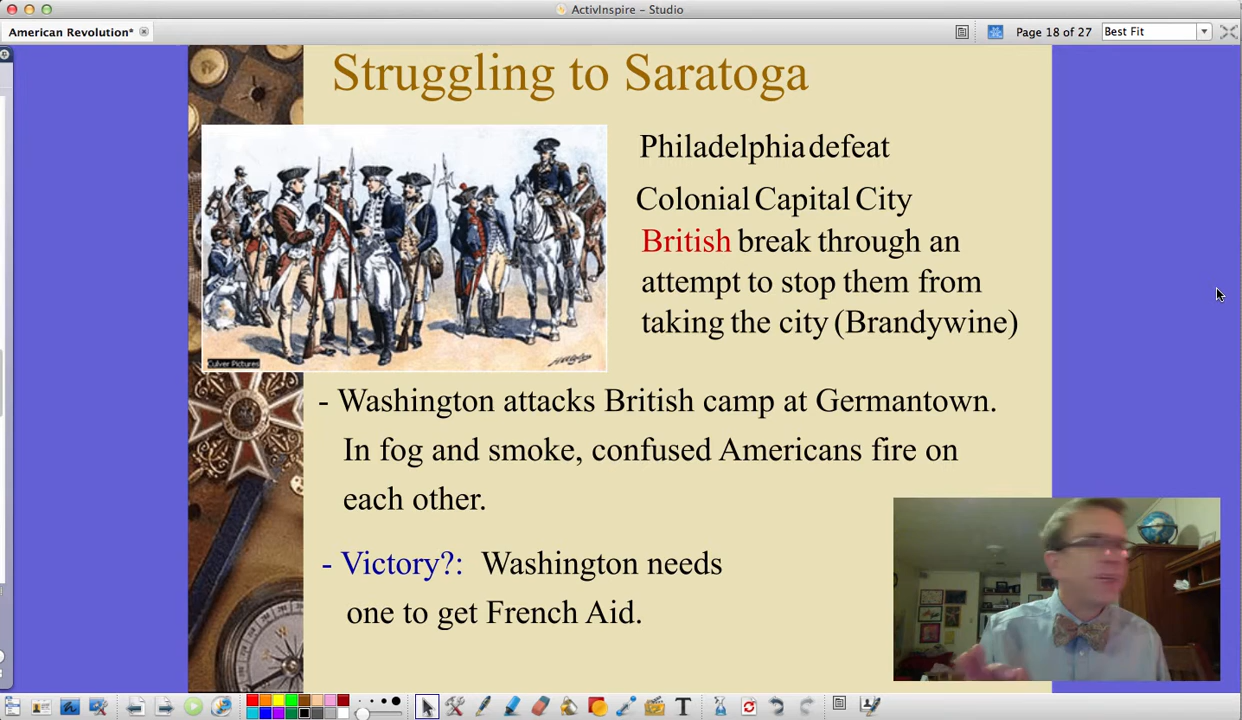 ActivInspire – Studio
American Revolution*
Page 18 of 27
Best Fit
Struggling to Saratoga
Philadelphia defeat
Colonial Capital City
British break through an
attempt to stop them from
taking the city (Brandywine)
Culver Pictures
- Washington attacks British camp at Germantown.
In fog and smoke, confused Americans fire on
each other.
- Victory?: Washington needs
one to get French Aid.